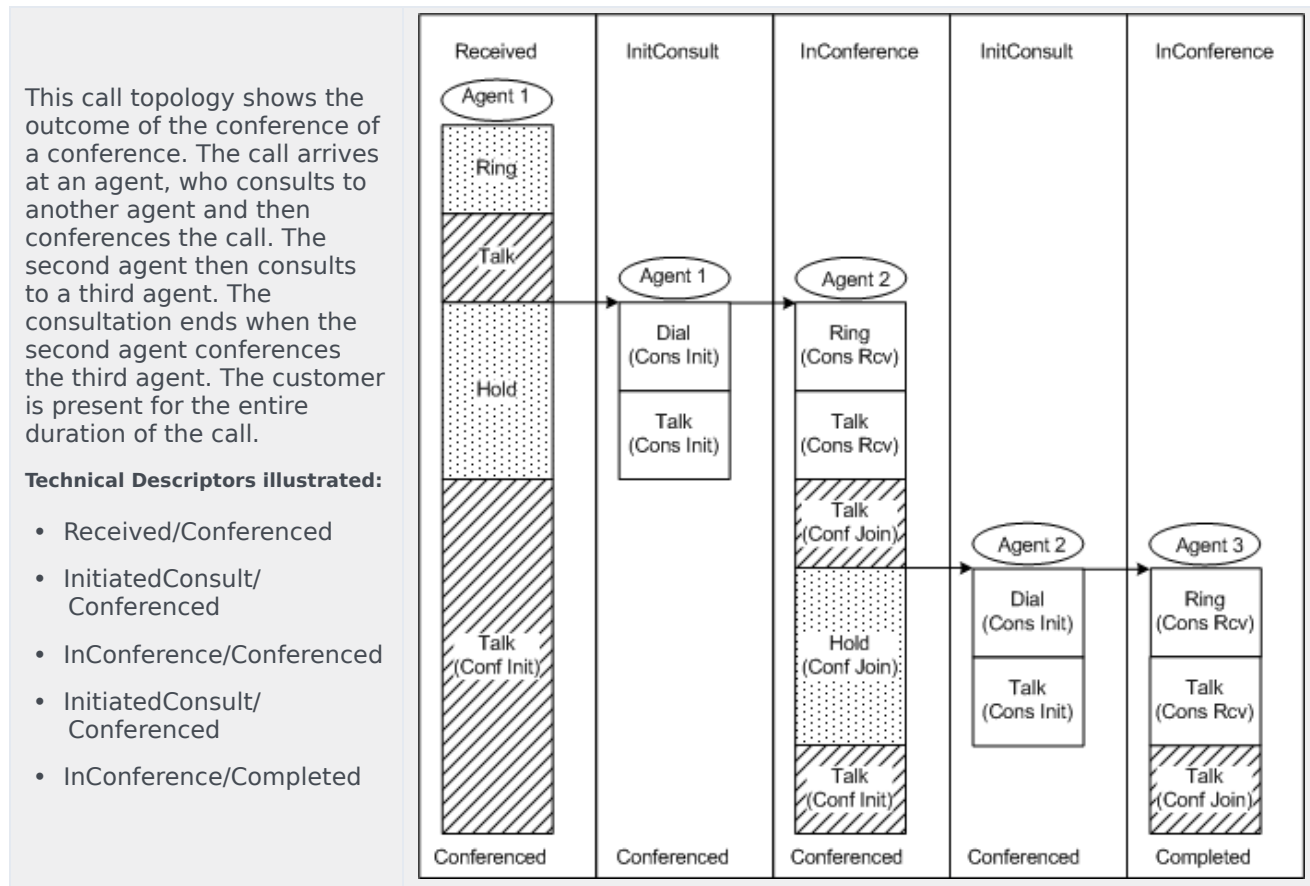 This call topology shows the
outcome of the conference of
a conference. The call arrives
at an agent, who consults to
another agent and then
conferences the call. The
second agent then consults
to a third agent. The
consultation ends when the
second agent conferences
the third agent. The customer
is present for the entire
duration of the call.
Technical Descriptors illustrated:
• Received/Conferenced
• InitiatedConsult/
Conferenced
• InConference/Conferenced
• InitiatedConsult/
Conferenced
• InConference/Completed
Received
Agent 1
Ring
Talk
Hold
Talk
(Conf Init)
Conferenced
InitConsult
Agent 1
Dial
(Cons Init)
Talk
(Cons Init)
Conferenced
InConference
Agent 2
Ring
(Cons Rcv)
Talk
(Cons Rcv)
Talk
(Conf Join)
Hold
(Conf Join)
Talk
(Conf Init)
Conferenced
InitConsult
Agent 2
Dial
(Cons Init)
Talk
(Cons Init)
Conferenced
InConference
Agent 3
Ring
(Cons Rcv)
Talk
(Cons Rcv)
Talk
(Conf Join)
Completed